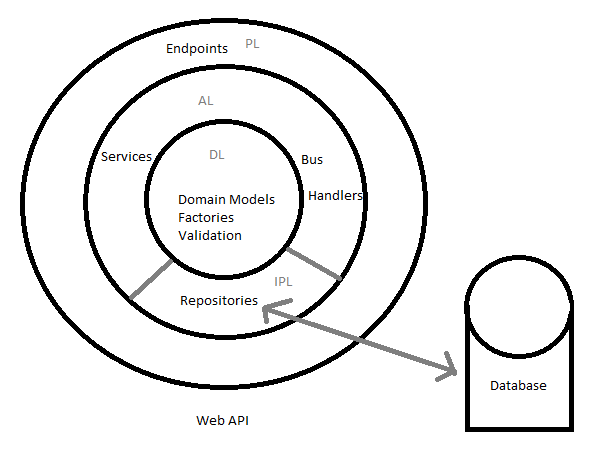 Endpoints PL
AL
Services
DL
Bus
Domain Models
Handlers
Factories
Validation
IPL
Repositories
Database
Web API